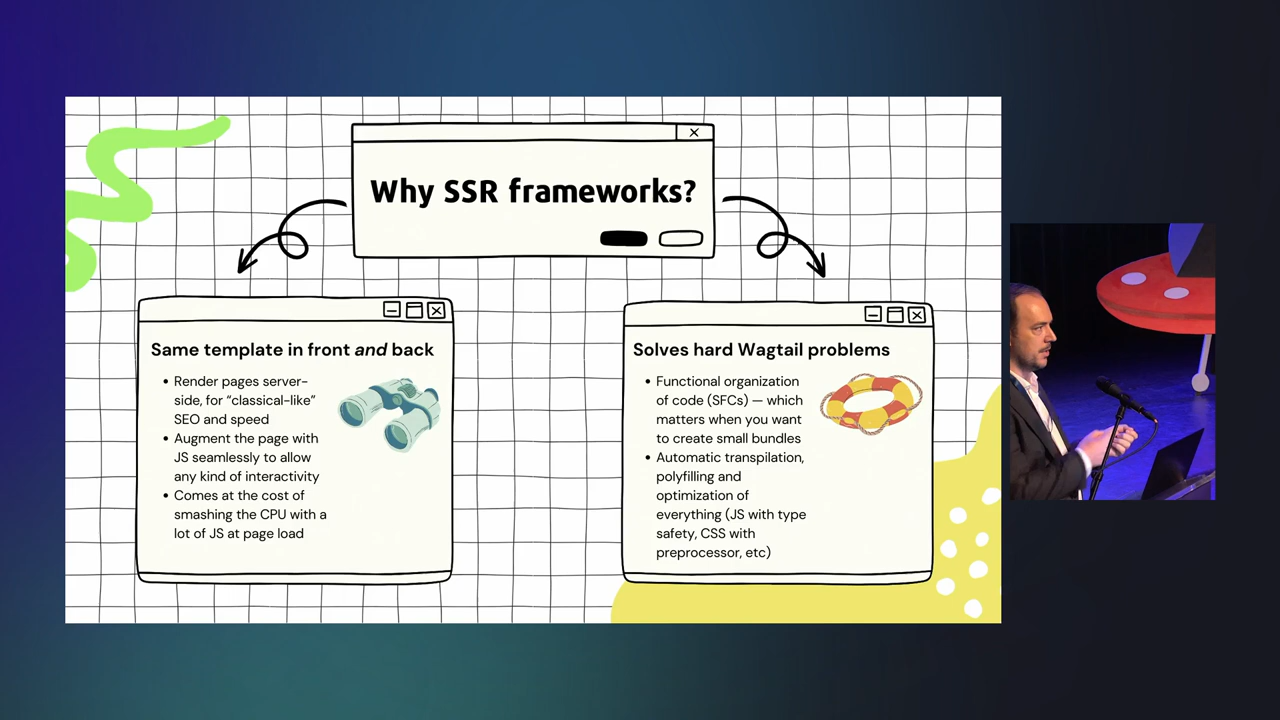 Why SSR frameworks?
Same template in front and back
• Render pages server-
side, for “classical-like”
SEO and speed
• Augment the page with
JS seamlessly to allow
any kind of interactivity
• Comes at the cost of
smashing the CPU with a
lot of JS at page load
Solves hard Wagtail problems
• Functional organization
of code (SFCs) — which
matters when you want
to create small bundles
• Automatic transpilation,
polyfilling and
optimization of
everything (JS with type
safety, CSS with
preprocessor, etc)